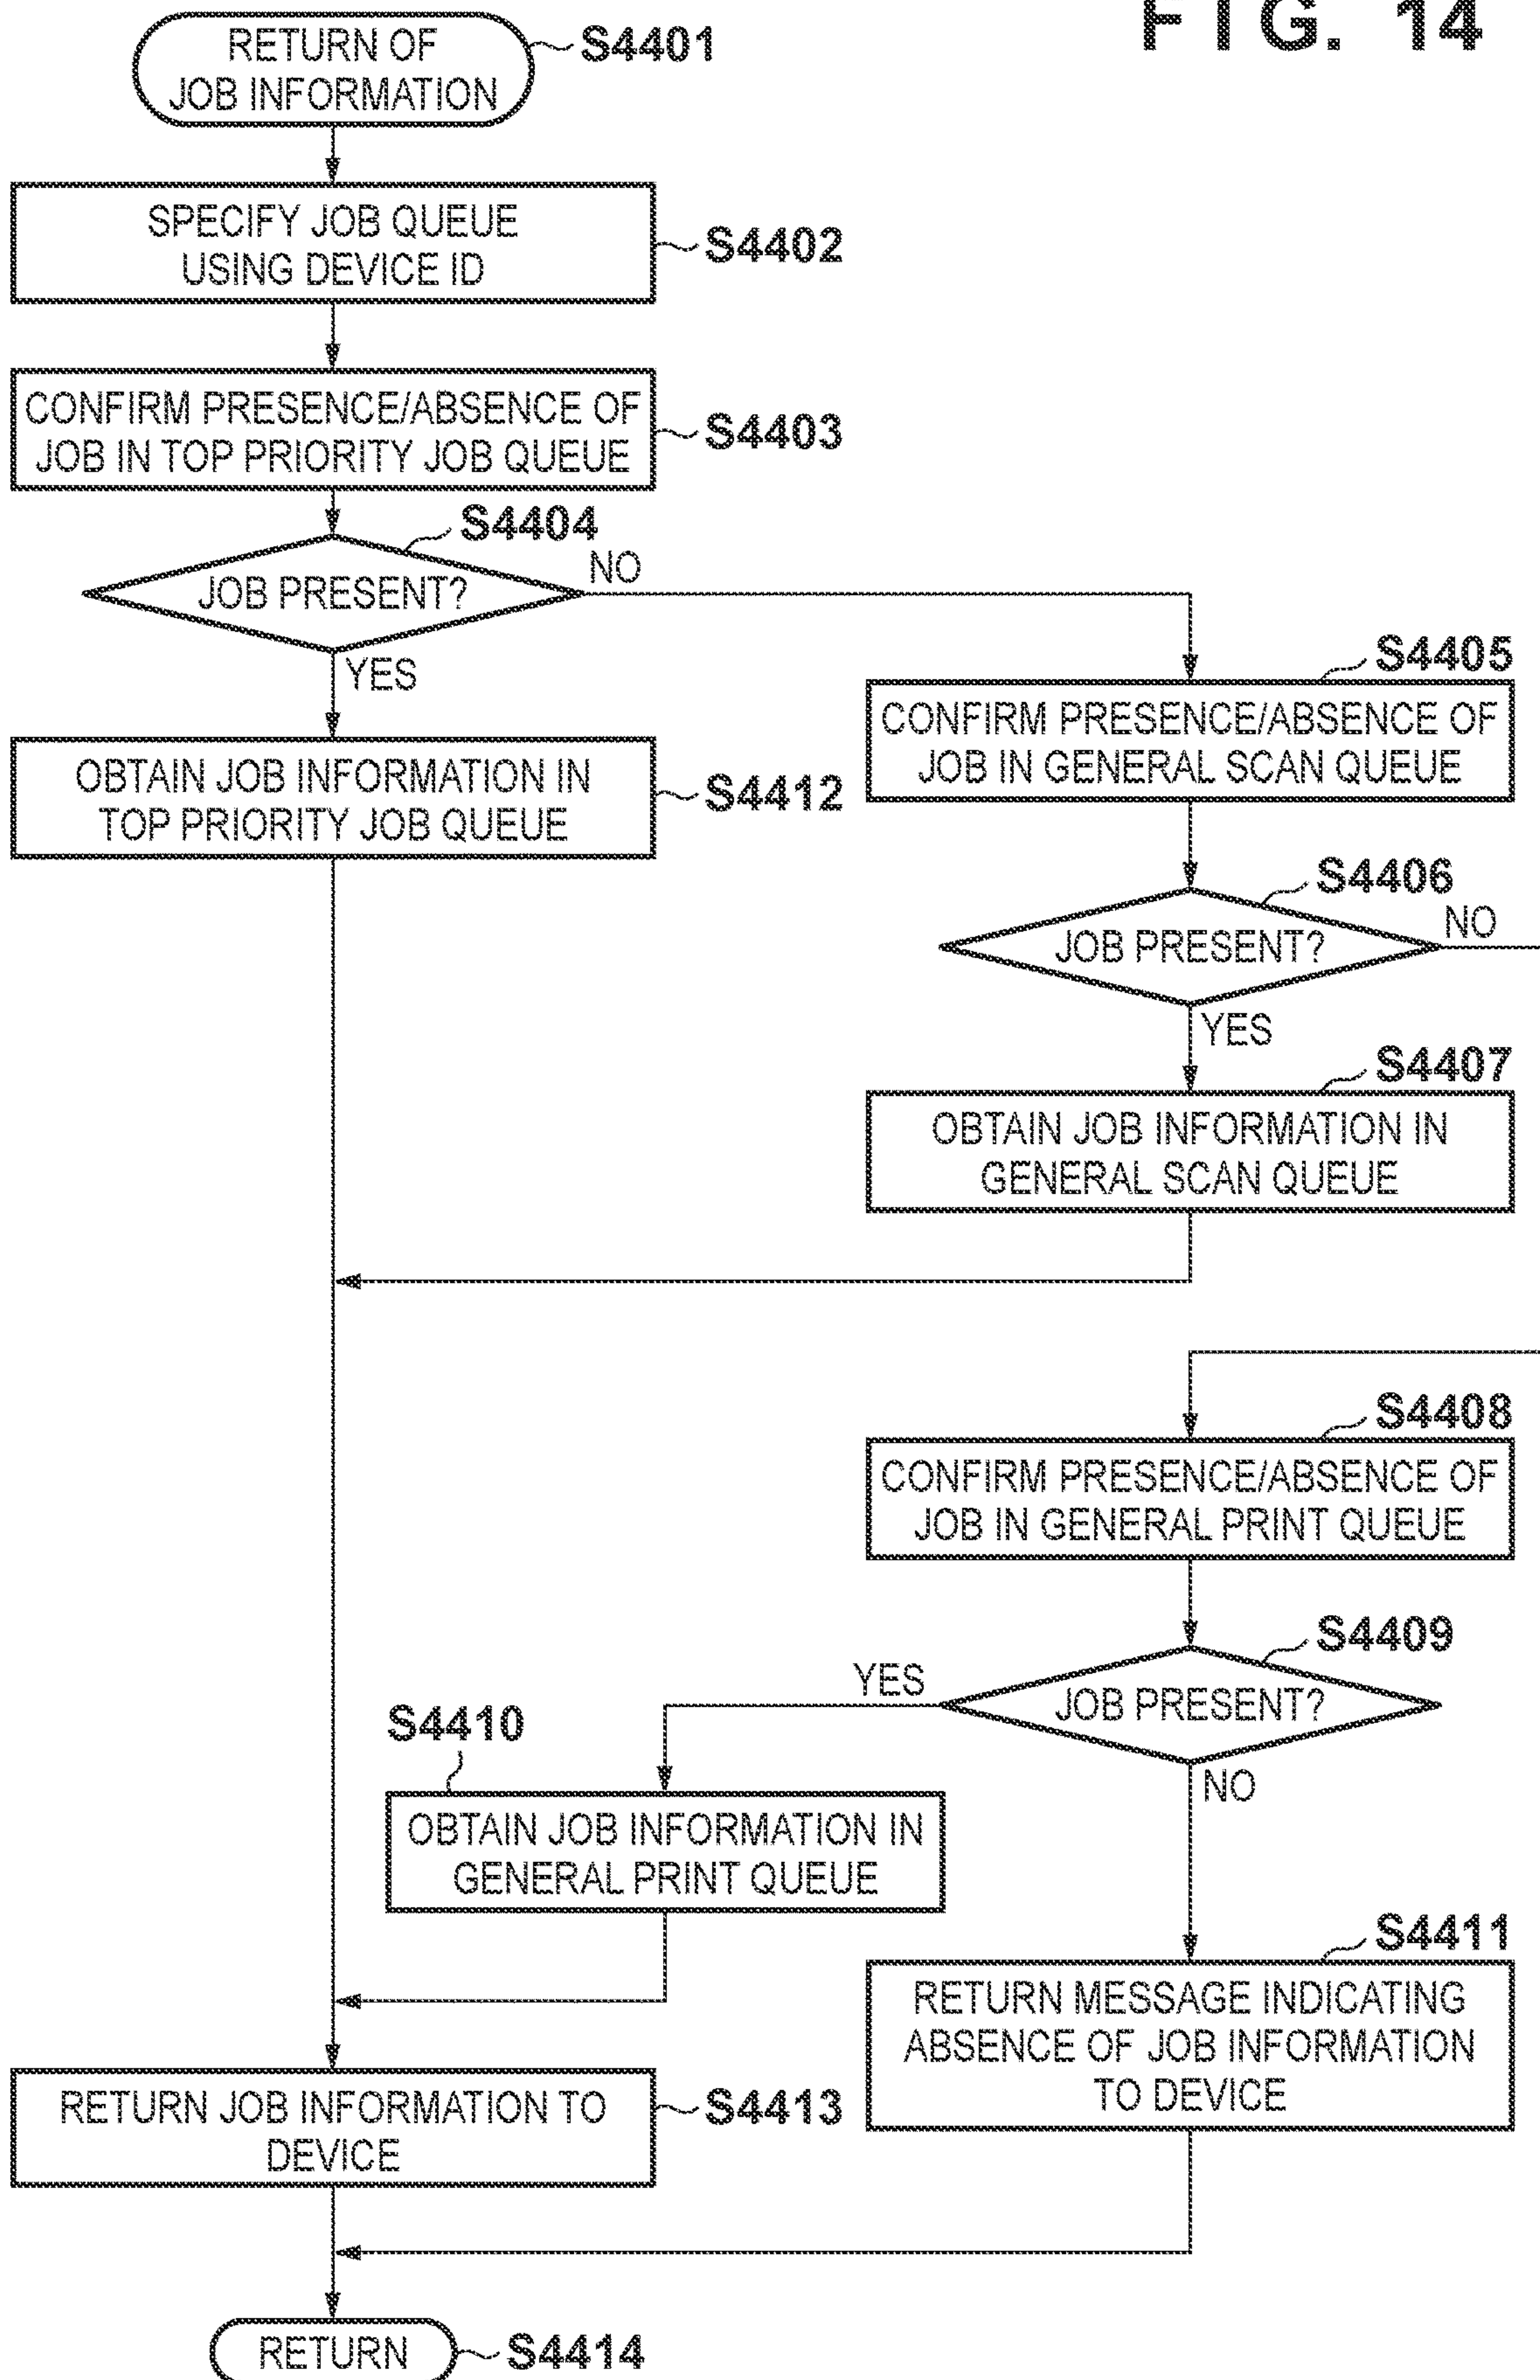 FIG. 14
RETURN OF
JOB INFORMATION
S4401
SPECIFY JOB QUEUE
USING DEVICE ID
S4402
CONFIRM PRESENCE/ABSENCE OF
JOB IN TOP PRIORITY JOB QUEUE
S4403
S4404
JOB PRESENT?
NO
YES
S4405
CONFIRM PRESENCE/ABSENCE OF
JOB IN GENERAL SCAN QUEUE
OBTAIN JOB INFORMATION IN
TOP PRIORITY JOB QUEUE
S4412
S4406
JOB PRESENT?
NO
YES
S4407
OBTAIN JOB INFORMATION IN
GENERAL SCAN QUEUE
S4408
CONFIRM PRESENCE/ABSENCE OF
JOB IN GENERAL PRINT QUEUE
S4409
JOB PRESENT?
YES
NO
S4410
OBTAIN JOB INFORMATION IN
GENERAL PRINT QUEUE
S4411
RETURN MESSAGE INDICATING
ABSENCE OF JOB INFORMATION
TO DEVICE
RETURN JOB INFORMATION TO
DEVICE
S4413
RETURN
S4414